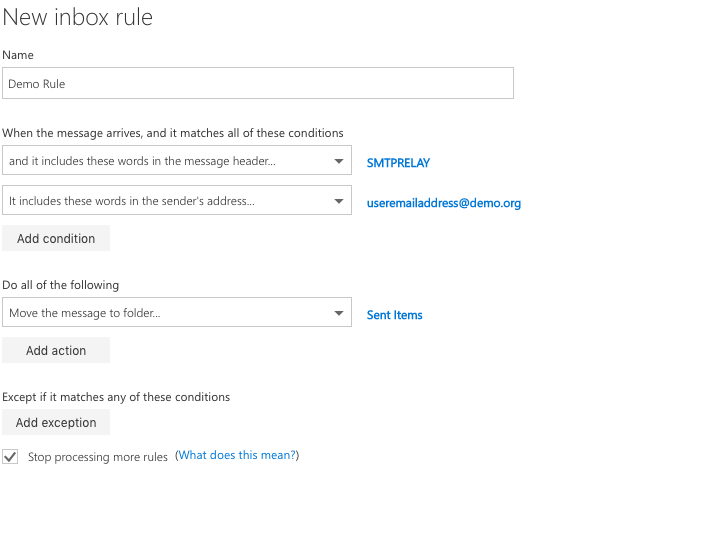 New inbox rule
Name
Demo Rule
When the message arrives, and it matches all of these conditions
and it includes these words in the message header... SMTPRELAY
It includes these words in the sender's address... useremailaddress@demo.org
Add condition
Do all of the following
Move the message to folder... Sent Items
Add action
Except if it matches any of these conditions
Add exception
Stop processing more rules (What does this mean?)